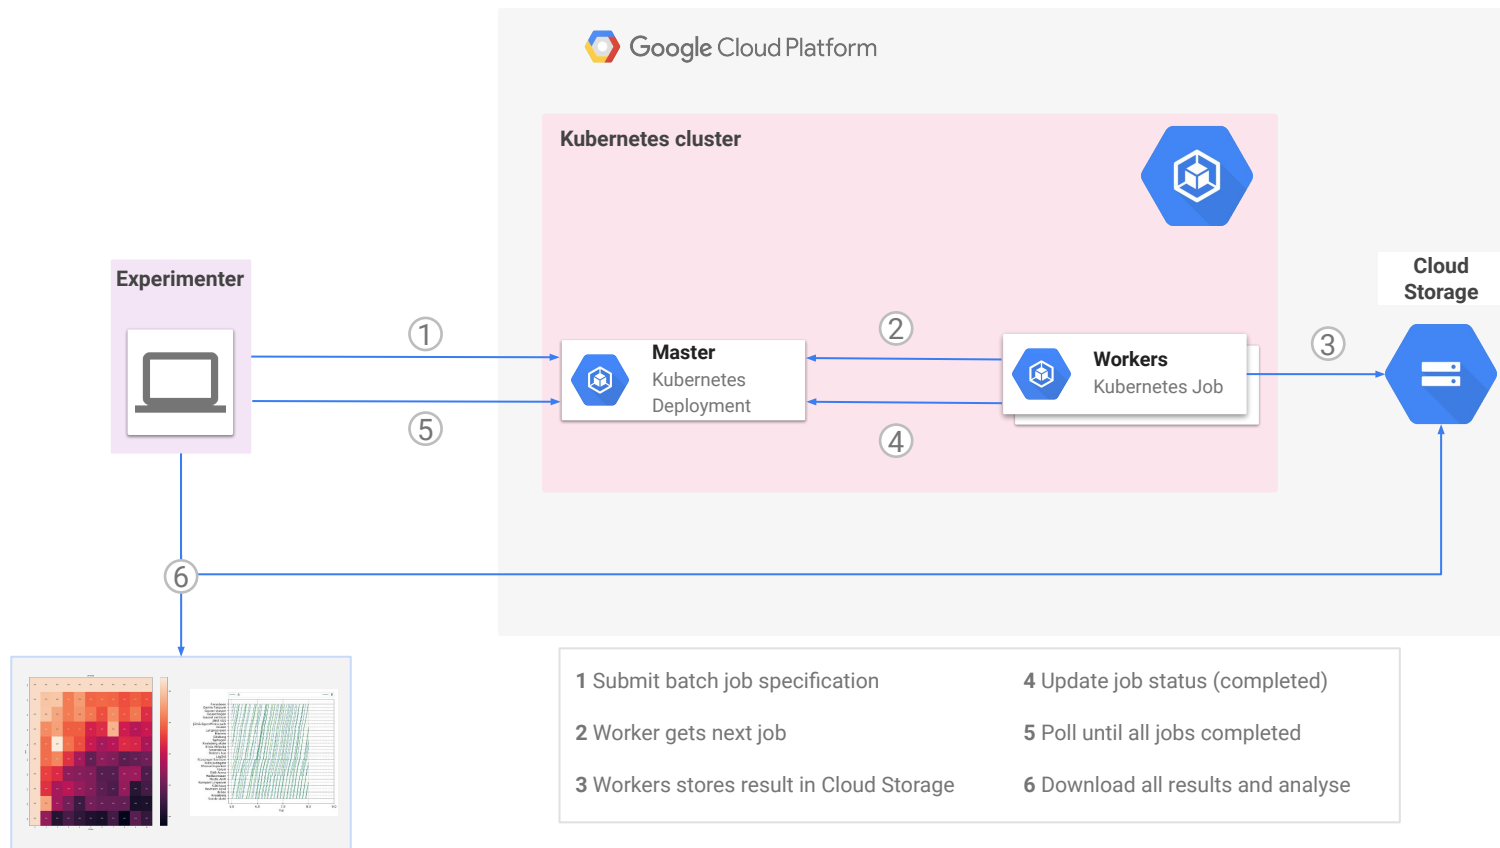 Google Cloud Platform
Kubernetes cluster
Experimenter
Cloud
Storage
1
2
3
Master
Kubernetes
Deployment
Workers
Kubernetes Job
5
4
6
1 Submit batch job specification
2 Worker gets next job
3 Workers stores result in Cloud Storage
4 Update job status (completed)
5 Poll until all jobs completed
6 Download all results and analyse